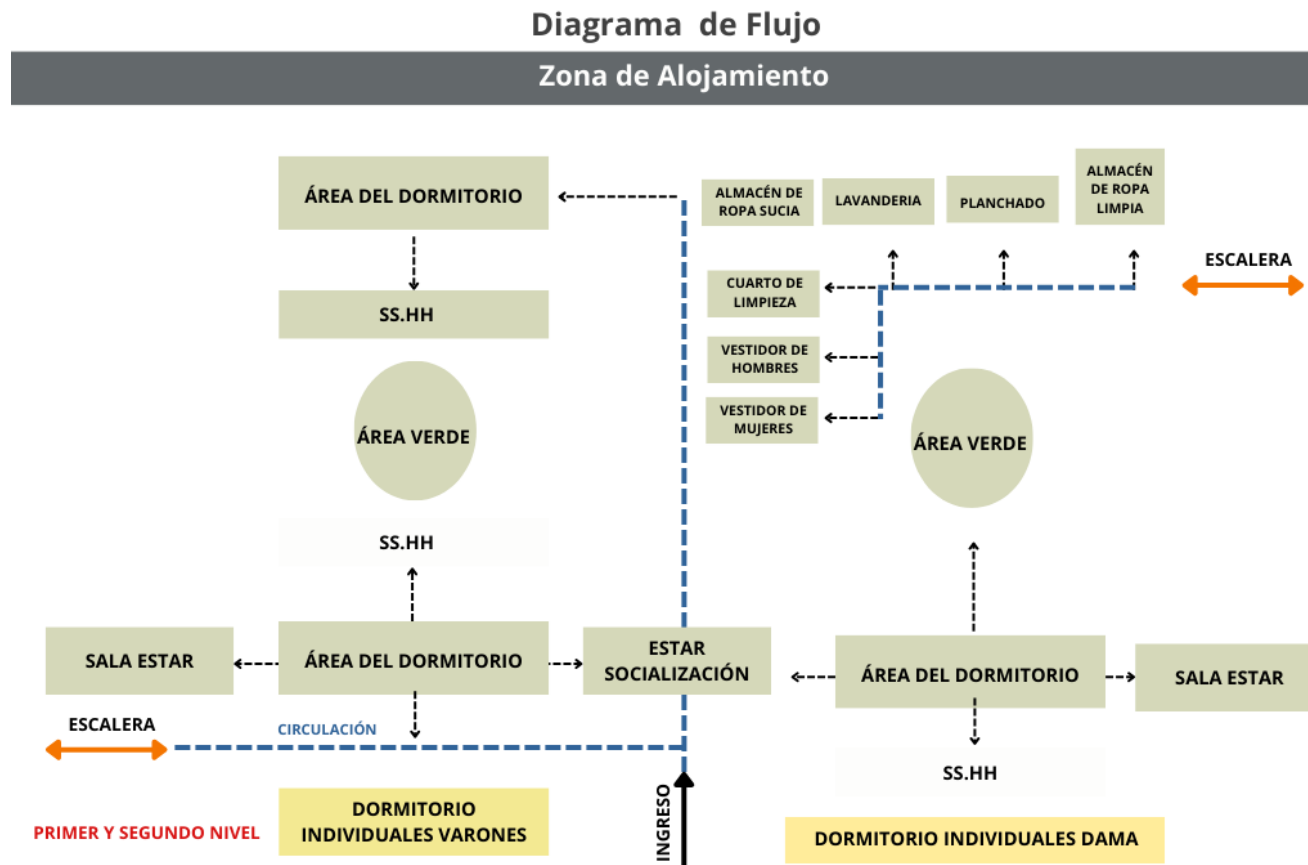 Diagrama de Flujo
Zona de Alojamiento
ÁREA DEL DORMITORIO
SS.HH
ÁREA VERDE
SS.HH
SALA ESTAR
ÁREA DEL DORMITORIO
ESTAR
SOCIALIZACIÓN
ESCALERA
CIRCULACIÓN
PRIMER Y SEGUNDO NIVEL
DORMITORIO
INDIVIDUALES VARONES
INGRESO
ALMACÉN DE
ROPA SUCIA
LAVANDERIA
PLANCHADO
ALMACÉN
DE ROPA
LIMPIA
ESCALERA
CUARTO DE
LIMPIEZA
VESTIDOR DE
HOMBRES
VESTIDOR DE
MUJERES
ÁREA VERDE
ÁREA DEL DORMITORIO
SALA ESTAR
SS.HH
DORMITORIO INDIVIDUALES DAMA